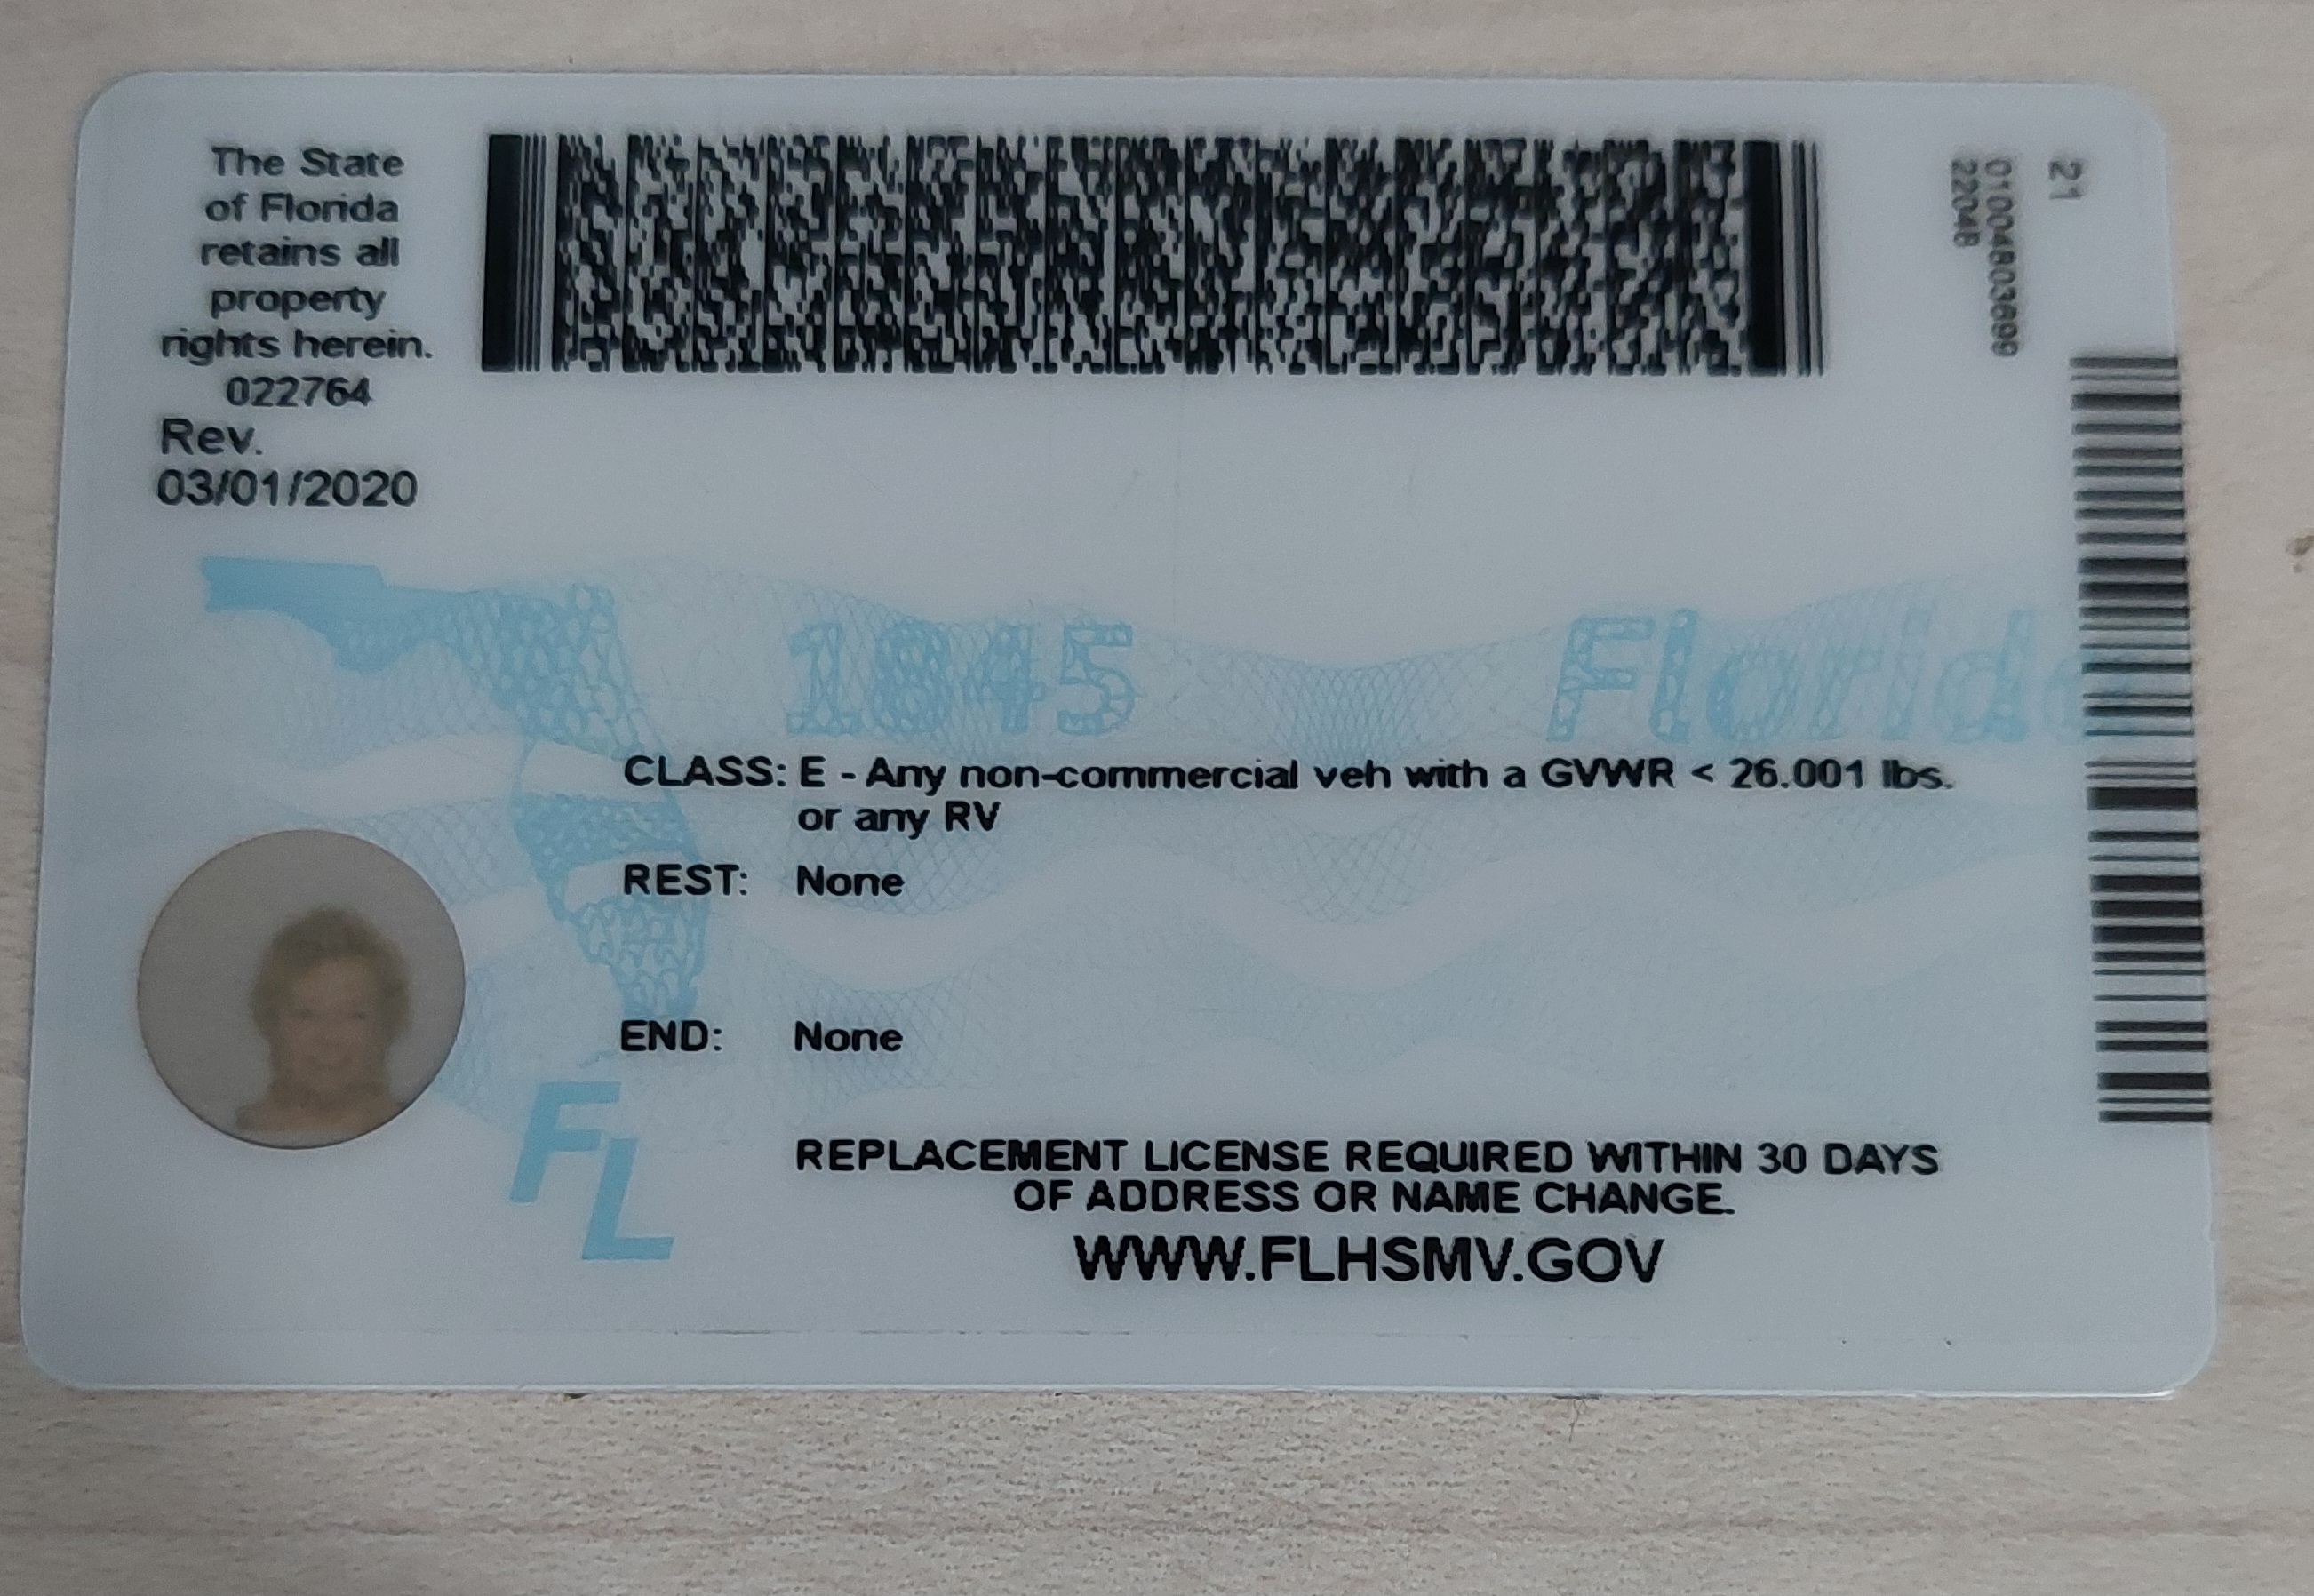 The State
of Florida
retains all
property
rights herein.
022764
Rev.
03/01/2020
21
0100480369
22048
1845
Florida
CLASS: E - Any non-commercial veh with a GVWR < 26.001 lbs.
or any RV
REST: None
END: None
FL
REPLACEMENT LICENSE REQUIRED WITHIN 30 DAYS
OF ADDRESS OR NAME CHANGE.
WWW.FLHSMV.GOV